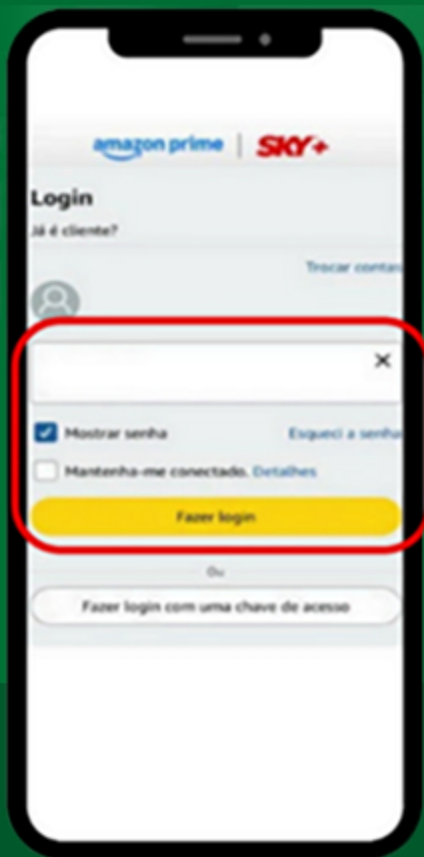 amazon prime | SKY+
Login
Já é cliente?
Trocar contas
Mostrar senha
Esqueci a senha
Mantenha-me conectado. Detalhes
Fazer login
Ou
Fazer login com uma chave de acesso